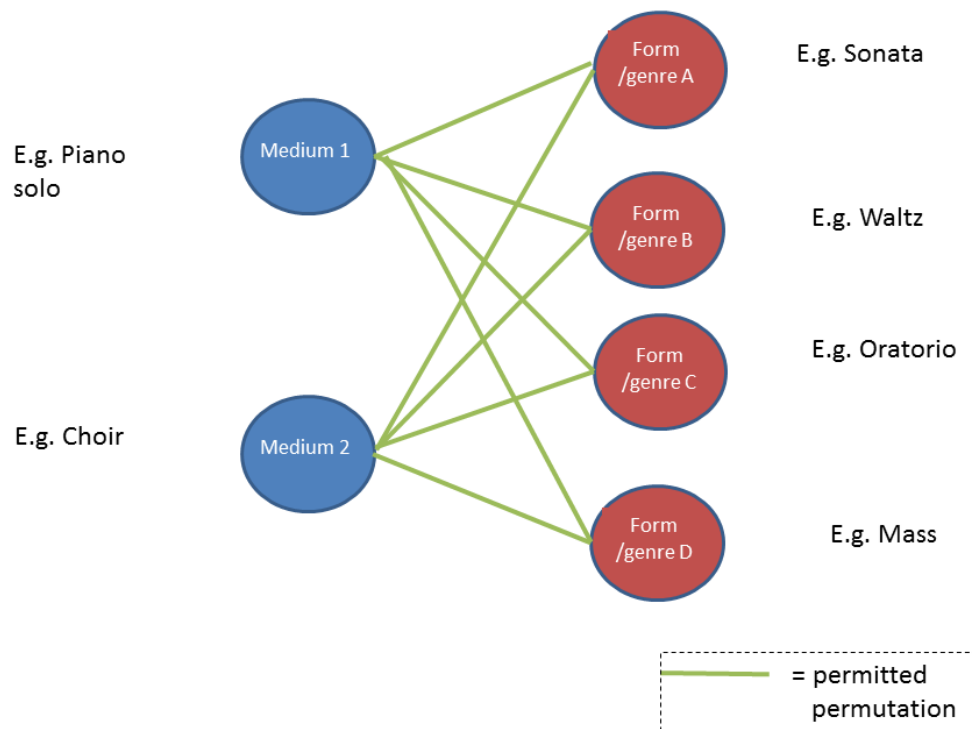 Form
/genre A
E.g. Sonata
E.g. Piano
solo
Medium 1
Form
/genre B
E.g. Waltz
Form
/genre C
E.g. Oratorio
E.g. Choir
Medium 2
Form
/genre D
E.g. Mass
= permitted
permutation